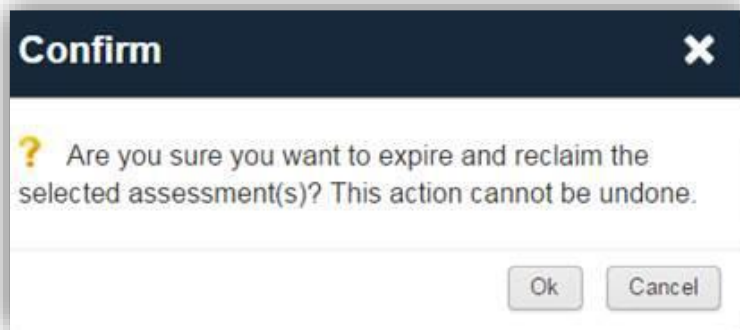 Confirm
? Are you sure you want to expire and reclaim the
selected assessment(s)? This action cannot be undone.
Ok Cancel